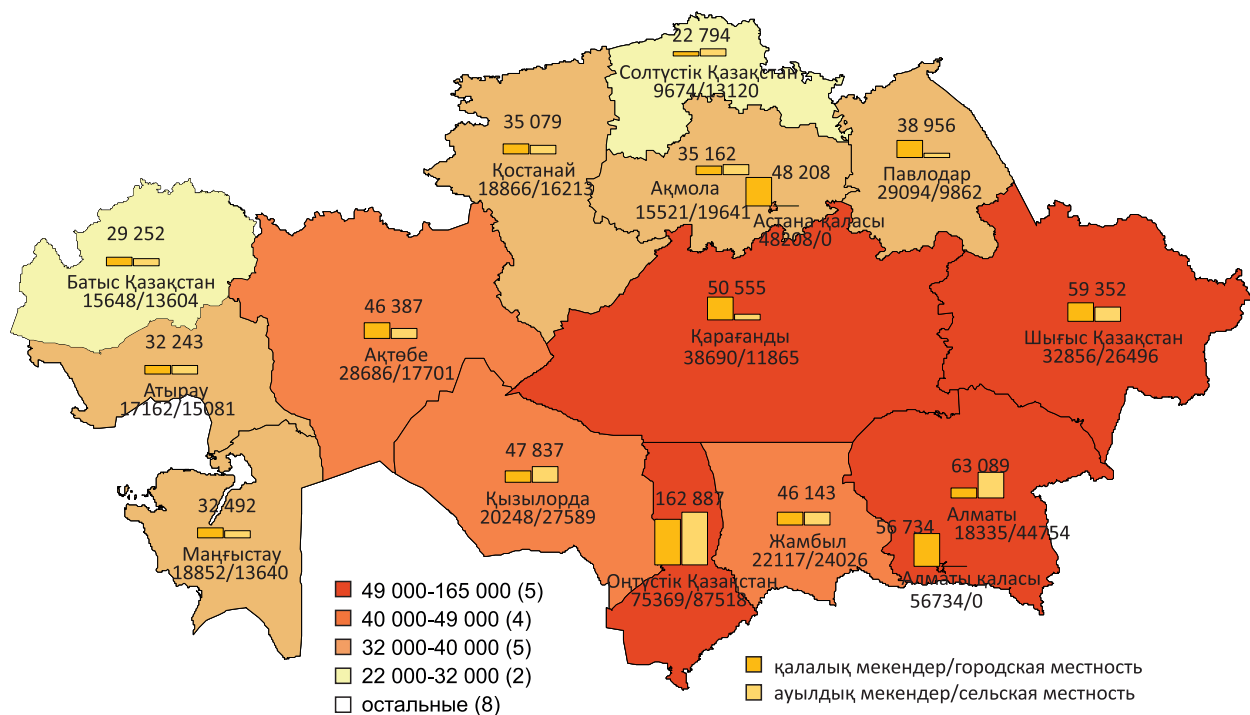 22 794
Солтүстік Қазақстан
9674/13120
35 079
Қостанай
18866/16213
35 162
Ақмола
15521/19641
48 208
Астана қаласы
48208/0
38 956
Павлодар
29094/9862
29 252
Батыс Қазақстан
15648/13604
32 243
Атырау
17162/15081
46 387
Ақтөбе
28686/17701
50 555
Қарағанды
38690/11865
59 352
Шығыс Қазақстан
32856/26496
32 492
Маңғыстау
18852/13640
47 837
Қызылорда
20248/27589
162 887
Оңтүстік Қазақстан
75369/87518
46 143
Жамбыл
22117/24026
63 089
Алматы
18335/44754
56 734
Алматы қаласы
56734/0
49 000-165 000 (5)
40 000-49 000 (4)
32 000-40 000 (5)
22 000-32 000 (2)
остальные (8)
қалалық мекендер/городская местность
ауылдық мекендер/сельская местность